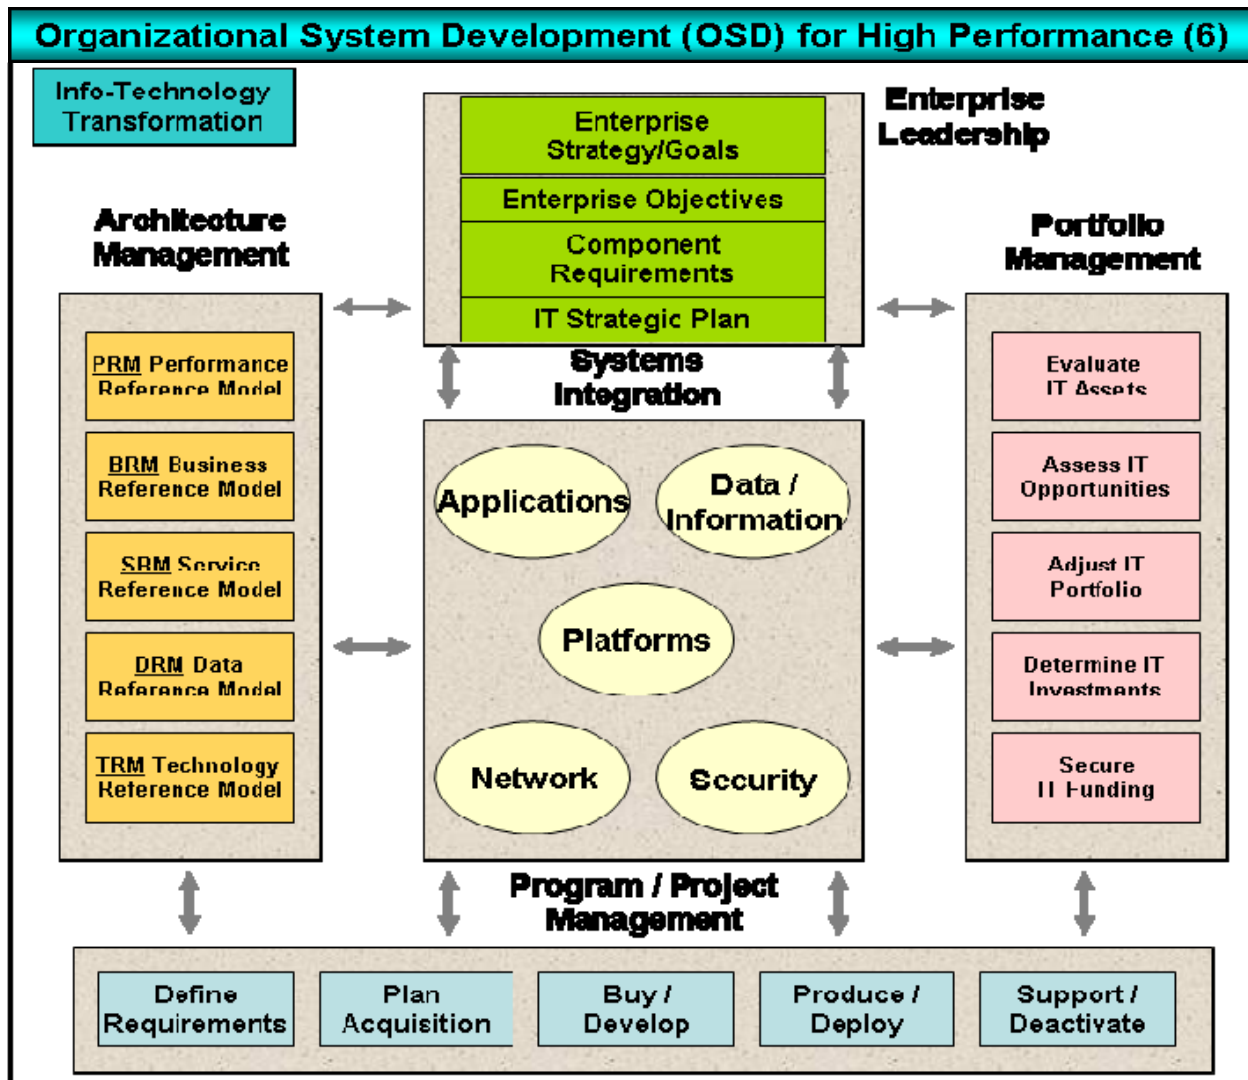 Organizational System Development (OSD) for High Performance (6)
Info-Technology
Transformation
Enterprise
Leadership
Enterprise
Strategy/Goals
Enterprise Objectives
Component
Requirements
IT Strategic Plan
Architecture
Management
PRM Performance
Reference Model
BRM Business
Reference Model
SRM Service
Reference Model
DRM Data
Reference Model
TRM Technology
Reference Model
Systems
Integration
Applications
Data /
Information
Platforms
Network
Security
Portfolio
Management
Evaluate
IT Assets
Assess IT
Opportunities
Adjust IT
Portfolio
Determine IT
Investments
Secure
IT Funding
Program / Project
Management
Define
Requirements
Plan
Acquisition
Buy /
Develop
Produce /
Deploy
Support /
Deactivate